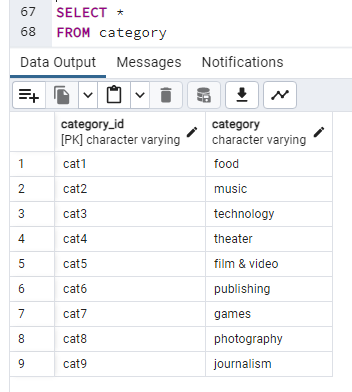 67 SELECT *
68 FROM category
Data Output Messages Notifications
category_id category
[PK] character varying character varying
1 cat1 food
2 cat2 music
3 cat3 technology
4 cat4 theater
5 cat5 film & video
6 cat6 publishing
7 cat7 games
8 cat8 photography
9 cat9 journalism